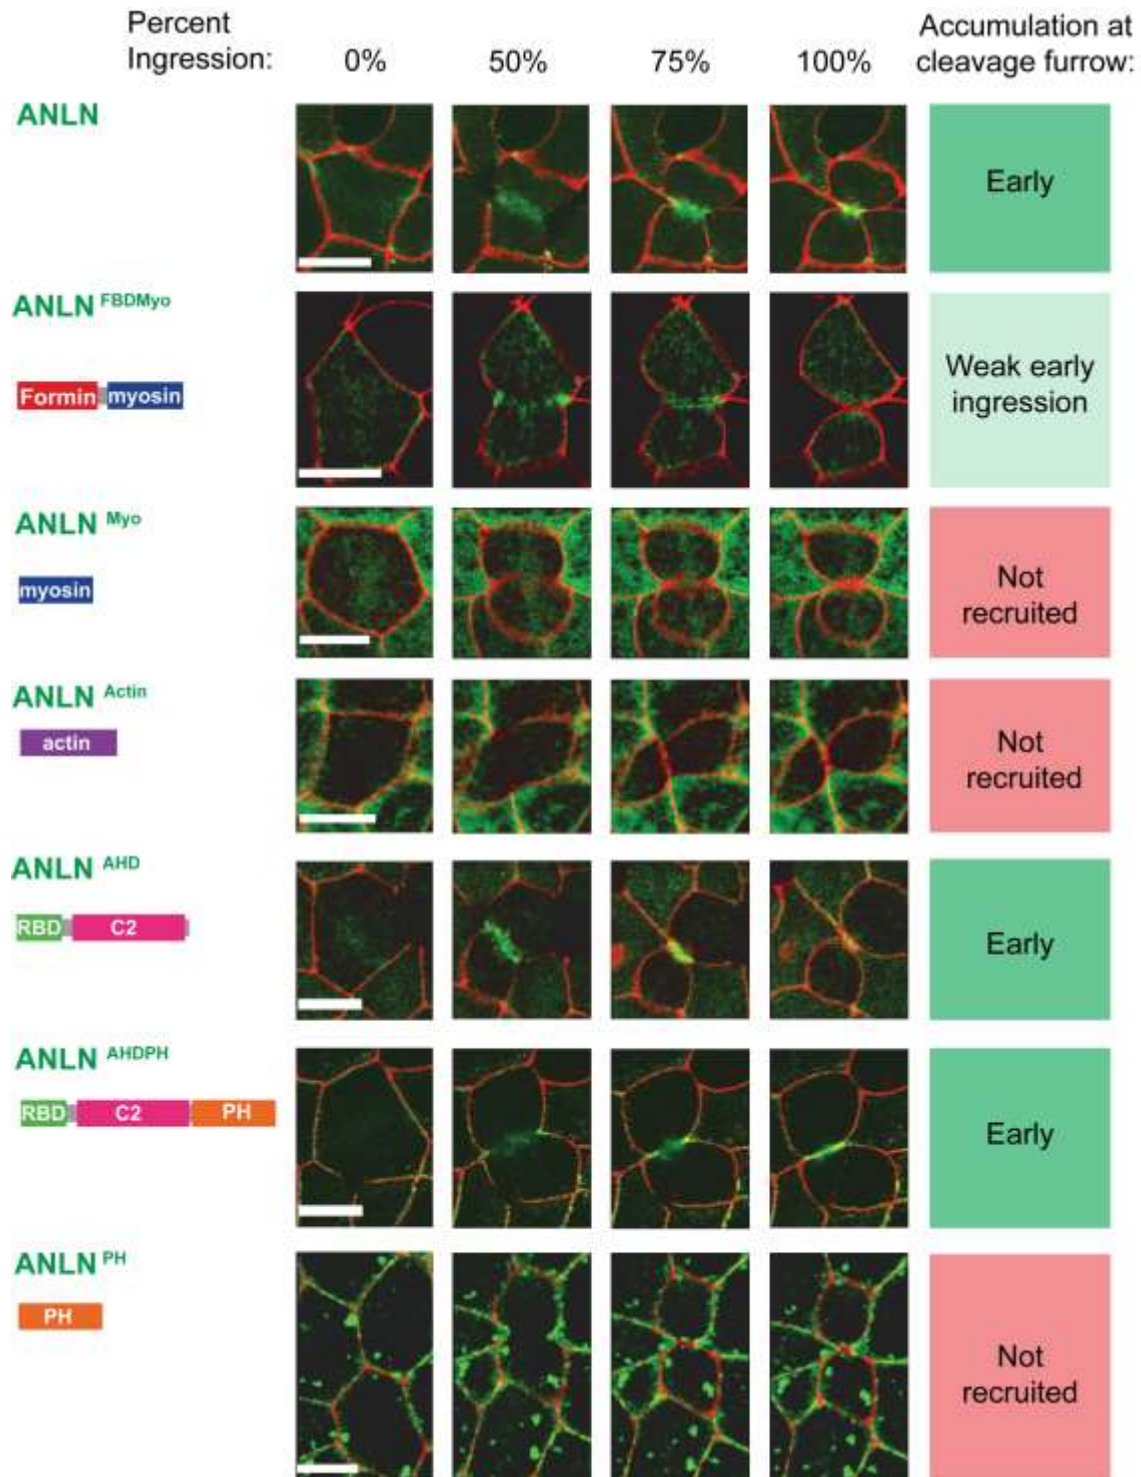 Percent
Ingression: 0% 50% 75% 100% Accumulation at
cleavage furrow:
ANLN
Early
ANLN FBDMyo
Formin myosin
Weak early
ingression
ANLN Myo
myosin
Not
recruited
ANLN Actin
actin
Not
recruited
ANLN AHD
RBD C2
Early
ANLN AHDPH
RBD C2 PH
Early
ANLN PH
PH
Not
recruited